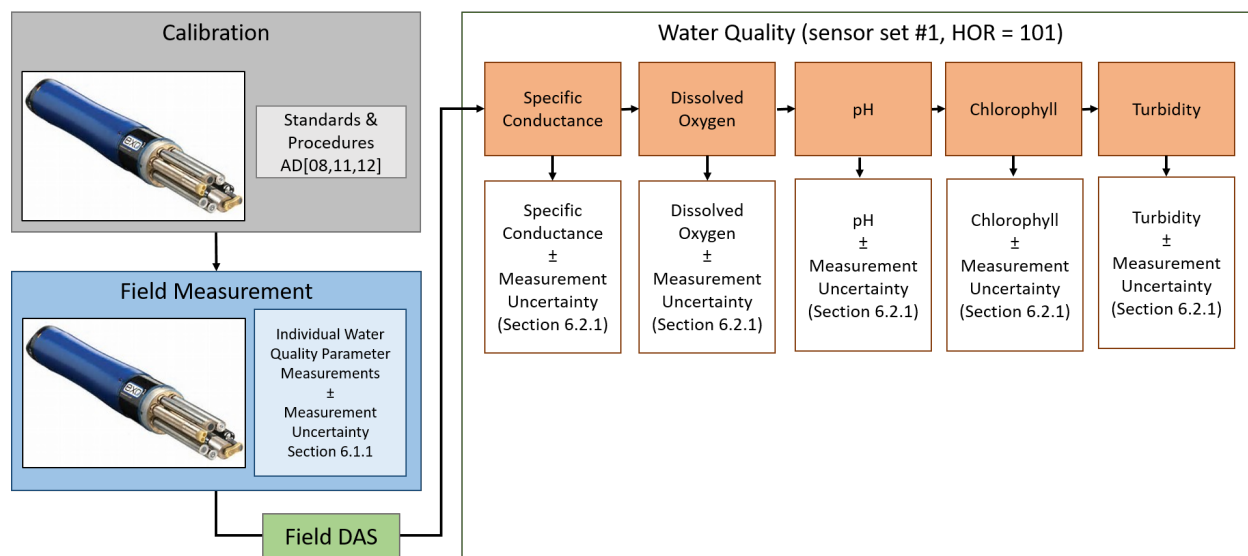 Calibration
EXO
Standards &
Procedures
AD[08,11,12]
Field Measurement
EXO
Individual Water
Quality Parameter
Measurements
±
Measurement
Uncertainty
Section 6.1.1
Field DAS
Water Quality (sensor set #1, HOR = 101)
Specific
Conductance
Dissolved
Oxygen
pH
Chlorophyll
Turbidity
Specific
Conductance
±
Measurement
Uncertainty
(Section 6.2.1)
Dissolved
Oxygen
±
Measurement
Uncertainty
(Section 6.2.1)
pH
±
Measurement
Uncertainty
(Section 6.2.1)
Chlorophyll
±
Measurement
Uncertainty
(Section 6.2.1)
Turbidity
±
Measurement
Uncertainty
(Section 6.2.1)